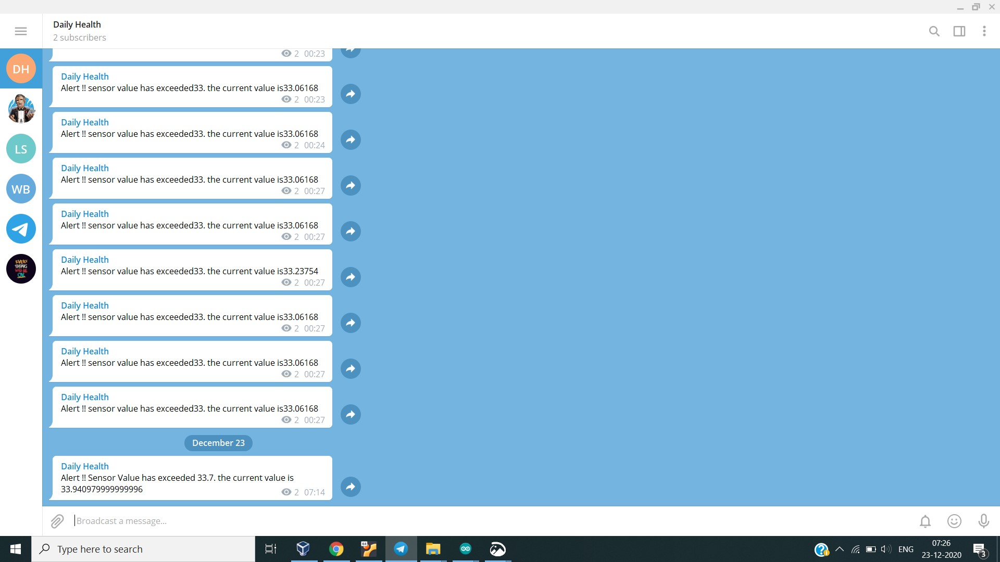 Daily Health
2 subscribers
2 00:23
DH
Daily Health
Alert !! sensor value has exceeded33. the current value is33.06168
2 00:23
Daily Health
Alert !! sensor value has exceeded33. the current value is33.06168
2 00:24
LS
Daily Health
Alert !! sensor value has exceeded33. the current value is33.06168
2 00:27
WB
Daily Health
Alert !! sensor value has exceeded33. the current value is33.06168
2 00:27
Daily Health
Alert !! sensor value has exceeded33. the current value is33.23754
2 00:27
EVERY
THING
WILL BE
OK
Daily Health
Alert !! sensor value has exceeded33. the current value is33.06168
2 00:27
Daily Health
Alert !! sensor value has exceeded33. the current value is33.06168
2 00:27
Daily Health
Alert !! sensor value has exceeded33. the current value is33.06168
2 00:27
December 23
Daily Health
Alert !! Sensor Value has exceeded 33.7. the current value is
33.940979999999996
2 07:14
Broadcast a message...
Type here to search
64
ENG
07:26
23-12-2020
3